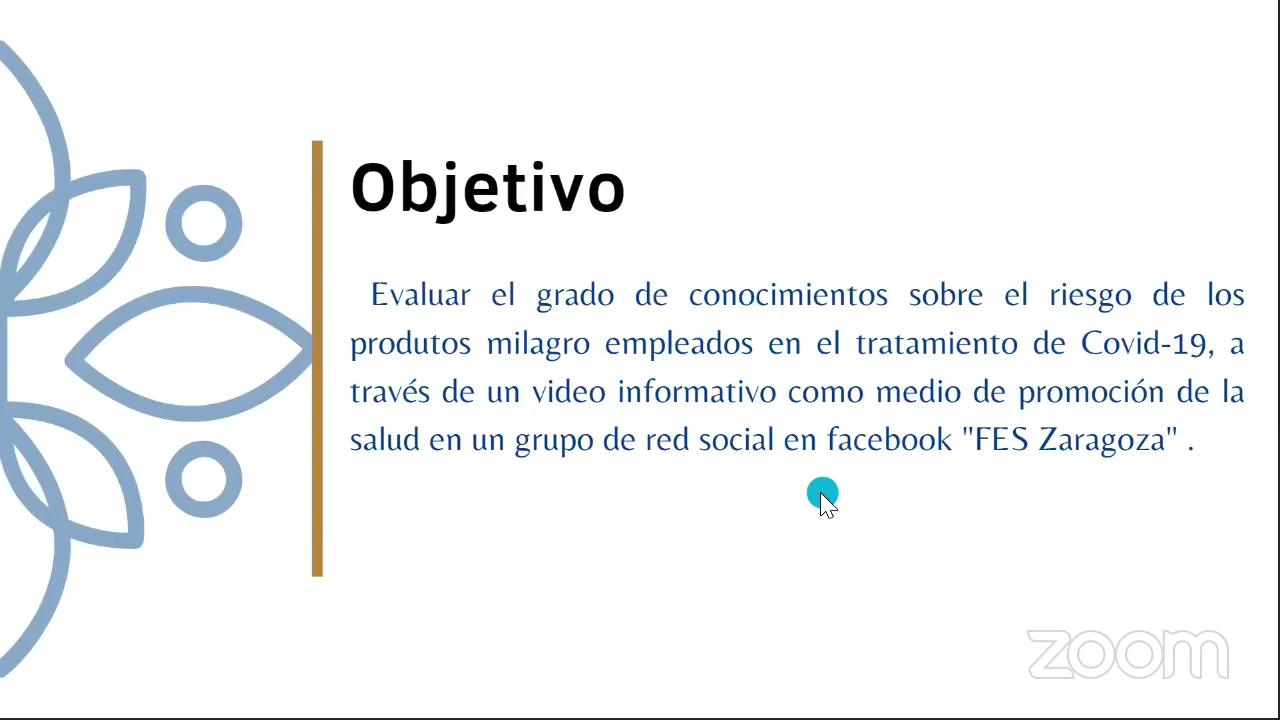 Objetivo
Evaluar el grado de conocimientos sobre el riesgo de los
produtos milagro empleados en el tratamiento de Covid-19, a
través de un video informativo como medio de promoción de la
salud en un grupo de red social en facebook "FES Zaragoza" .
zoom